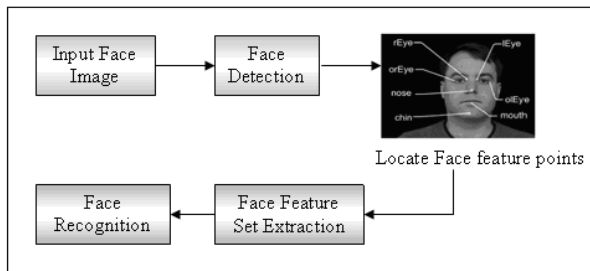 Input Face
Image
Face
Detection
rEye
lEye
orEye
nose
olEye
chin
mouth
Locate Face feature points
Face
Recognition
Face Feature
Set Extraction